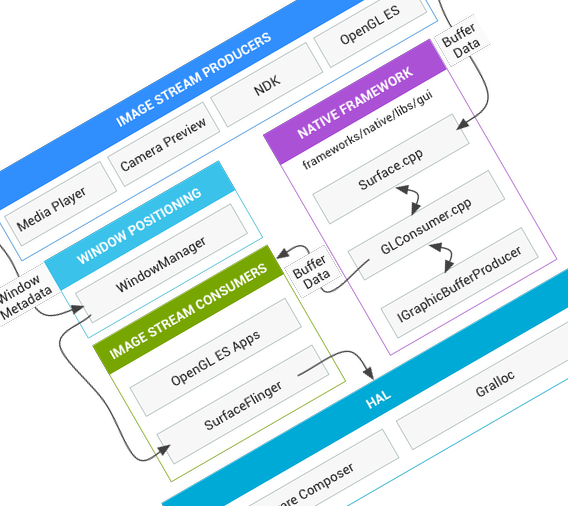 IMAGE STREAM PRODUCERS
Media Player
Camera Preview
NDK
OpenGL ES
Buffer
Data
NATIVE FRAMEWORK
frameworks/native/libs/gui
Surface.cpp
GLConsumer.cpp
IGraphicBufferProducer
WINDOW POSITIONING
WindowManager
Window
Metadata
Buffer
Data
IMAGE STREAM CONSUMERS
OpenGL ES Apps
SurfaceFlinger
HAL
Composer
Gralloc